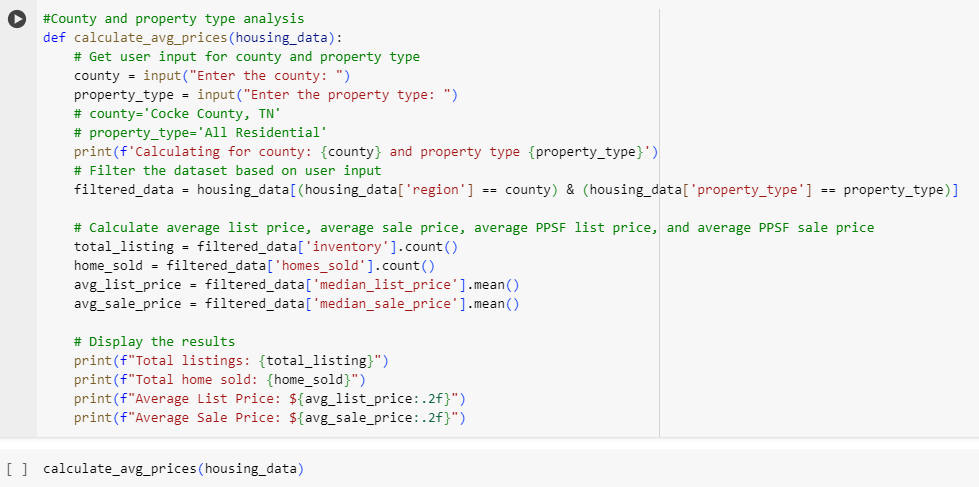 #County and property type analysis
def calculate_avg_prices(housing_data):
    # Get user input for county and property type
    county = input("Enter the county: ")
    property_type = input("Enter the property type: ")
    # county='Cocke County, TN'
    # property_type='All Residential'
    print(f'Calculating for county: {county} and property type {property_type}')
    # Filter the dataset based on user input
    filtered_data = housing_data[(housing_data['region'] == county) & (housing_data['property_type'] == property_type)]

    # Calculate average list price, average sale price, average PPSF list price, and average PPSF sale price
    total_listing = filtered_data['inventory'].count()
    home_sold = filtered_data['homes_sold'].count()
    avg_list_price = filtered_data['median_list_price'].mean()
    avg_sale_price = filtered_data['median_sale_price'].mean()

    # Display the results
    print(f"Total listings: {total_listing}")
    print(f"Total home sold: {home_sold}")
    print(f"Average List Price: ${avg_list_price:.2f}")
    print(f"Average Sale Price: ${avg_sale_price:.2f}")
[ ] calculate_avg_prices(housing_data)